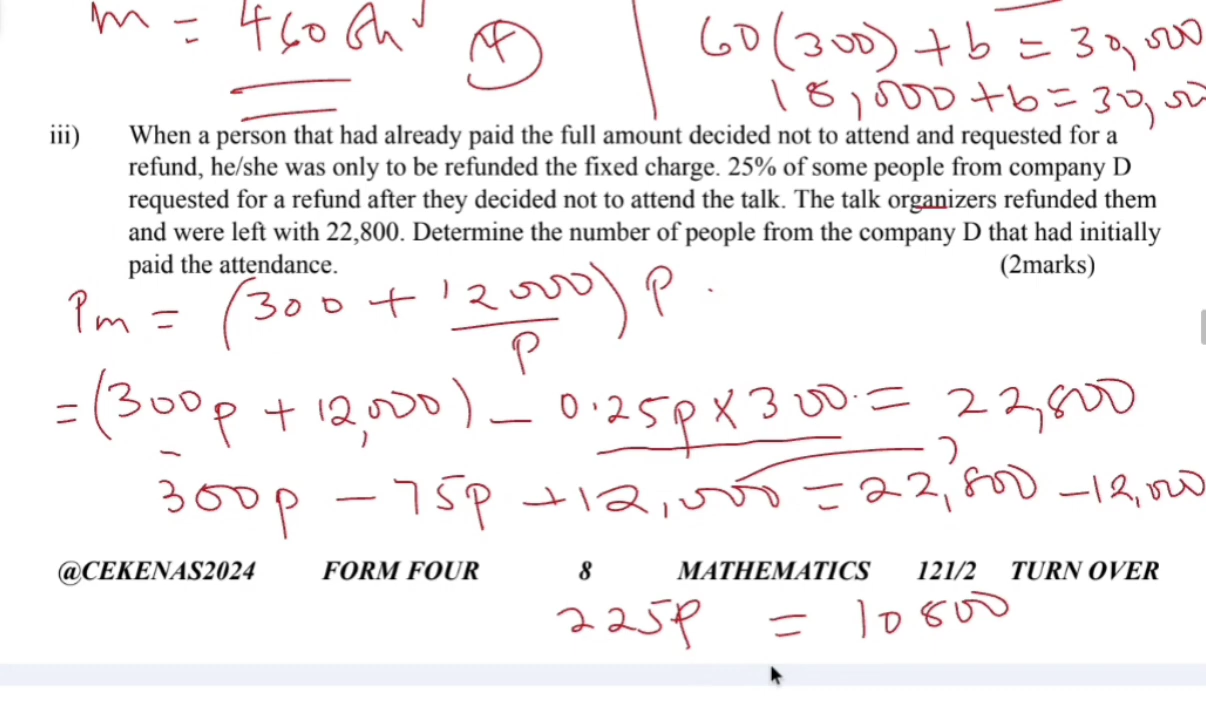 m = 460 sh 4
60(300) + b = 30,000
18,000 + b = 30,00
iii) When a person that had already paid the full amount decided not to attend and requested for a
refund, he/she was only to be refunded the fixed charge. 25% of some people from company D
requested for a refund after they decided not to attend the talk. The talk organizers refunded them
and were left with 22,800. Determine the number of people from the company D that had initially
paid the attendance. (2marks)
Pm = (300 + 12000/P) P.
= (300p + 12,000) - 0.25p x 300. = 22,800
300p - 75p + 12,000 = 22,800 - 12,000
@CEKENAS2024 FORM FOUR 8 MATHEMATICS 121/2 TURN OVER
225p = 10800